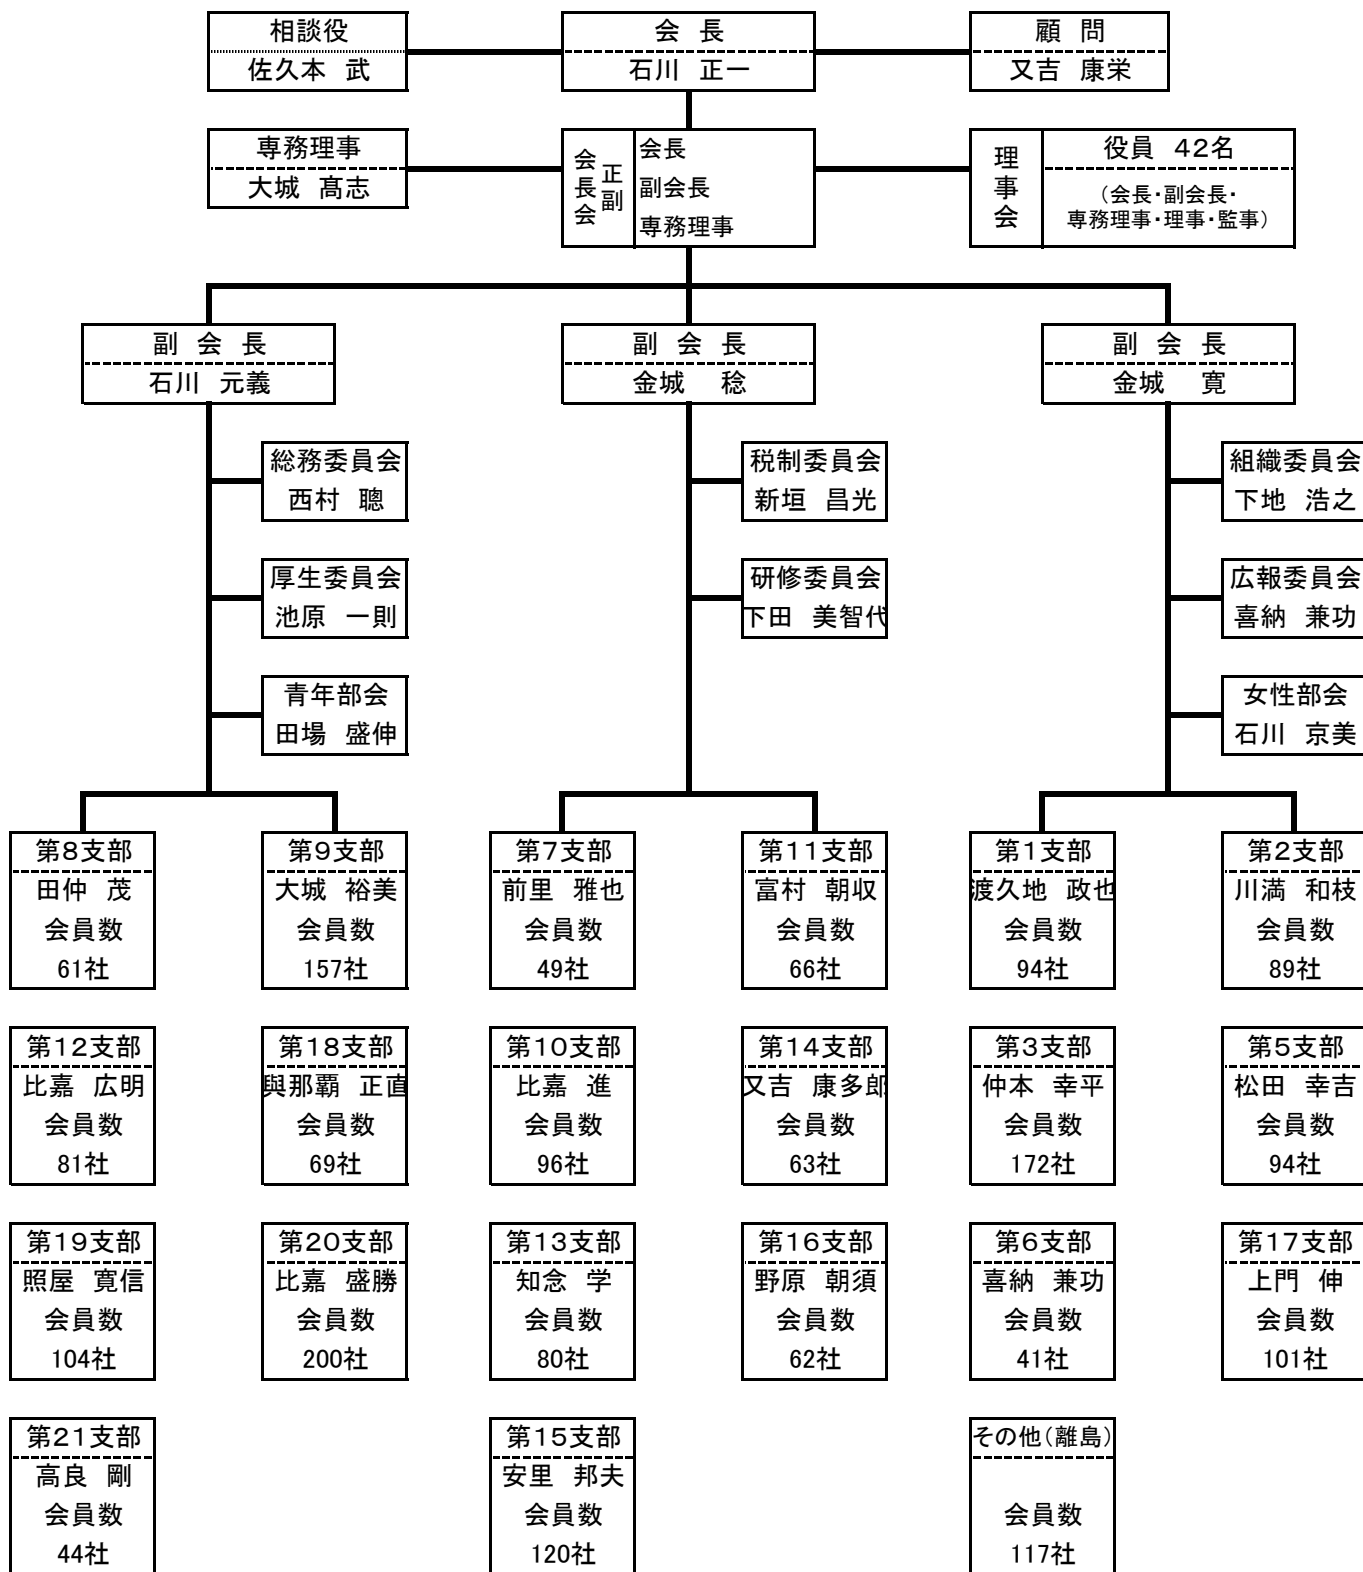 相談役
佐久本 武
会 長
石川 正一
顧 問
又吉 康栄
専務理事
大城 髙志
正副
会長会
会長
副会長
専務理事
理事会
役員 42名
（会長・副会長・
専務理事・理事・監事）
副 会 長
石川 元義
副 会 長
金城 稔
副 会 長
金城 寛
総務委員会
西村 聰
税制委員会
新垣 昌光
組織委員会
下地 浩之
厚生委員会
池原 一則
研修委員会
下田 美智代
広報委員会
喜納 兼功
青年部会
田場 盛伸
女性部会
石川 京美
第8支部
田仲 茂
会員数
61社
第9支部
大城 裕美
会員数
157社
第7支部
前里 雅也
会員数
49社
第11支部
富村 朝収
会員数
66社
第1支部
渡久地 政也
会員数
94社
第2支部
川満 和枝
会員数
89社
第12支部
比嘉 広明
会員数
81社
第18支部
與那覇 正直
会員数
69社
第10支部
比嘉 進
会員数
96社
第14支部
又吉 康多郎
会員数
63社
第3支部
仲本 幸平
会員数
172社
第5支部
松田 幸吉
会員数
94社
第19支部
照屋 寛信
会員数
104社
第20支部
比嘉 盛勝
会員数
200社
第13支部
知念 学
会員数
80社
第16支部
野原 朝須
会員数
62社
第6支部
喜納 兼功
会員数
41社
第17支部
上門 伸
会員数
101社
第21支部
高良 剛
会員数
44社
第15支部
安里 邦夫
会員数
120社
その他（離島）
会員数
117社